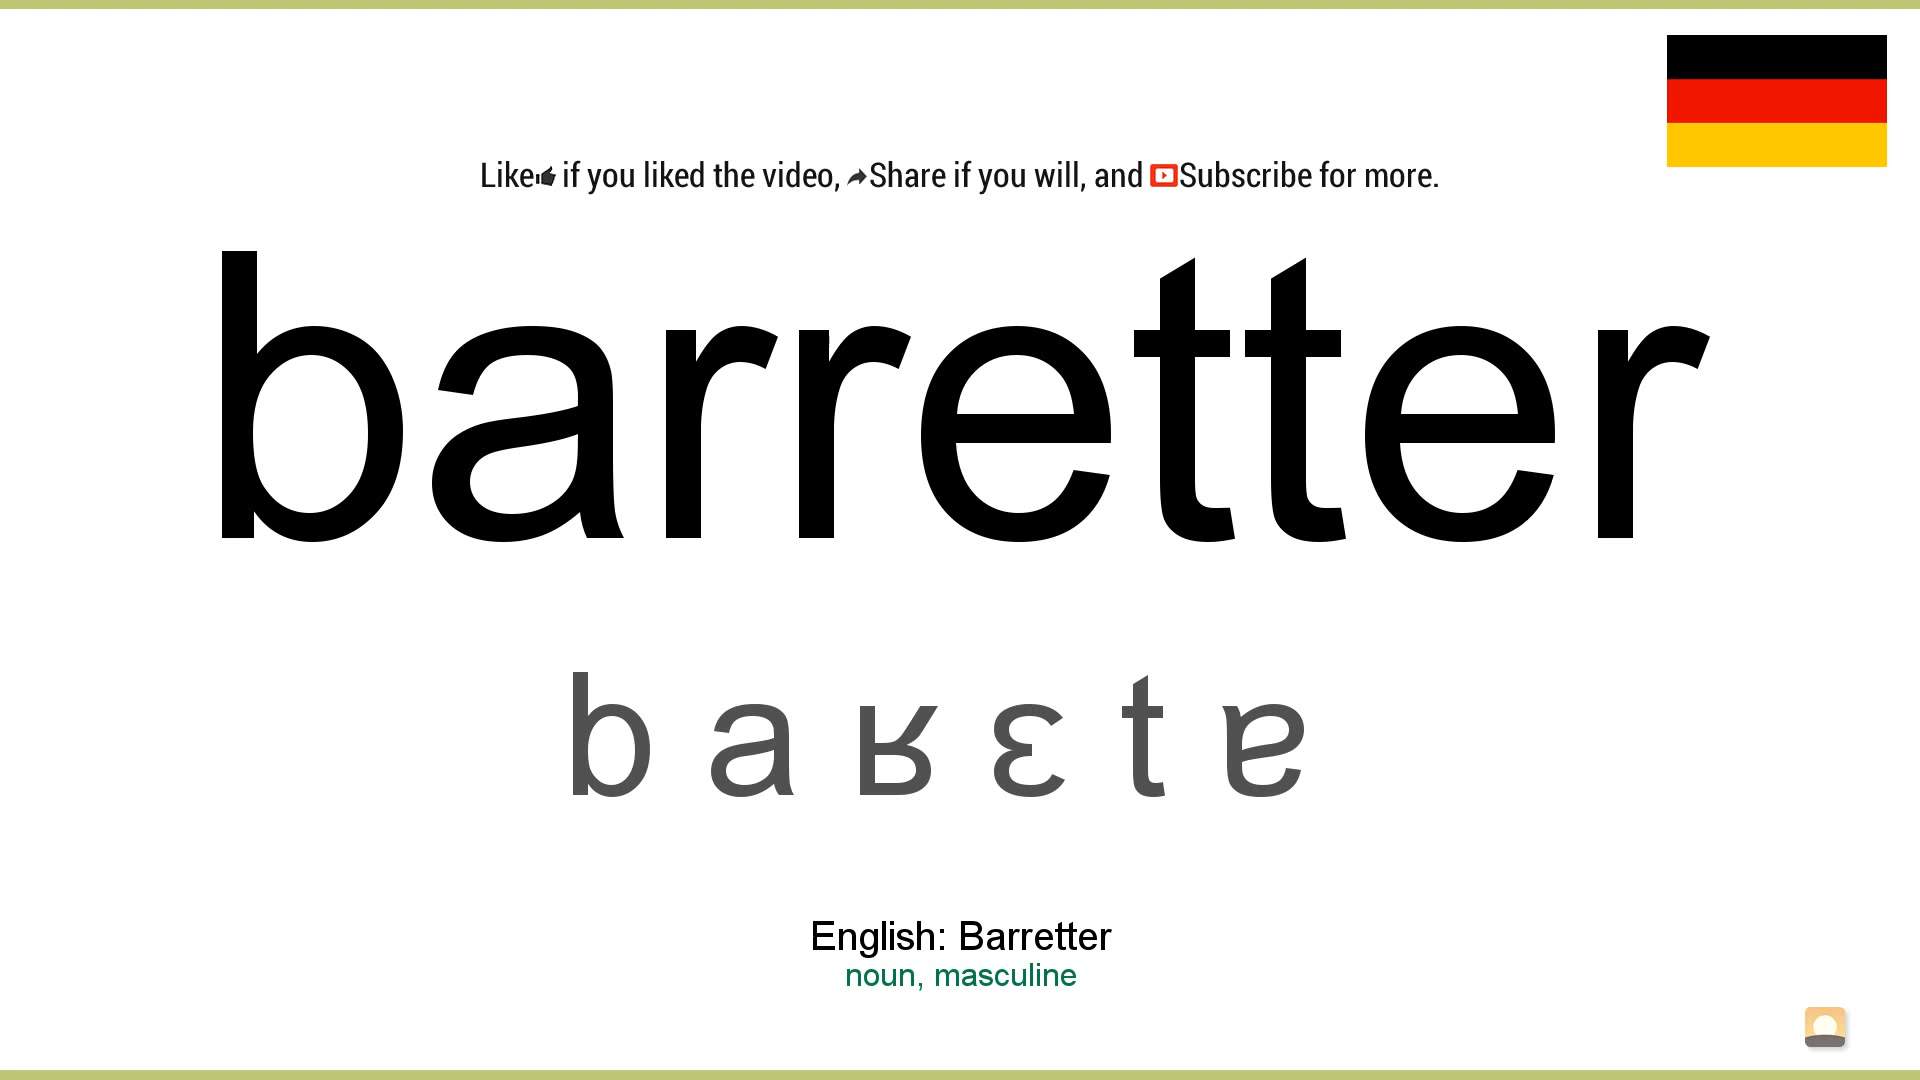 Like if you liked the video, Share if you will, and Subscribe for more.
barretter
b a ʁ ɛ t ɐ
English: Barretter
noun, masculine